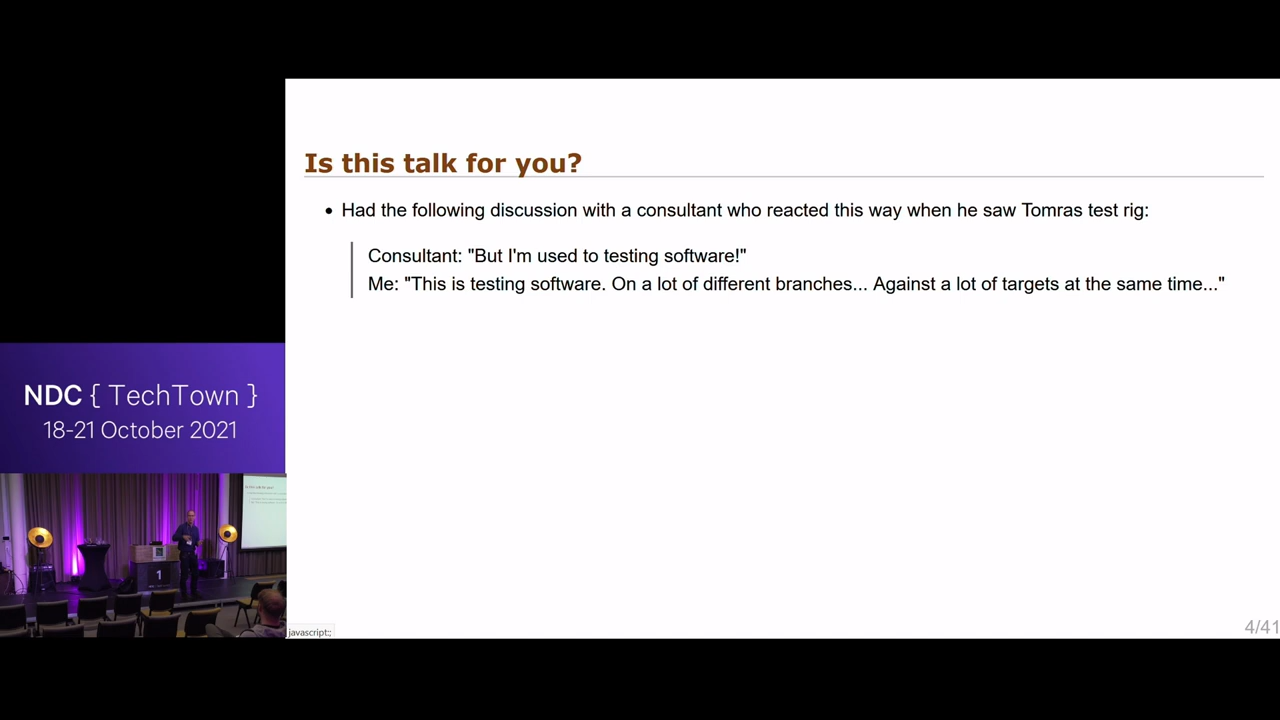 Is this talk for you?
• Had the following discussion with a consultant who reacted this way when he saw Tomras test rig:
Consultant: "But I'm used to testing software!"
Me: "This is testing software. On a lot of different branches... Against a lot of targets at the same time..."
NDC { TechTown }
18-21 October 2021
1
javascript:;
4/41